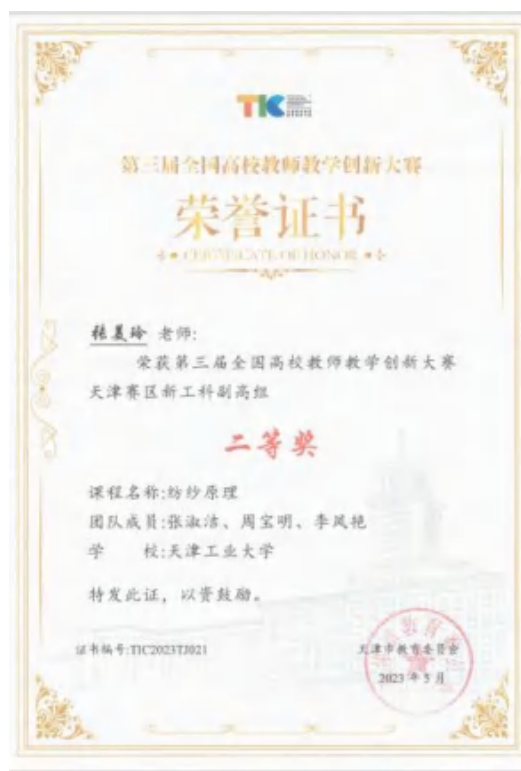 TIC
第三届全国高校教师教学创新大赛
荣誉证书
CERTIFICATE OF HONOR
张美玲 老师:
荣获第三届全国高校教师教学创新大赛
天津赛区新工科副高组
二等奖
课程名称:纺纱原理
团队成员:张淑洁、周宝明、李凤艳
学 校:天津工业大学
特发此证，以资鼓励。
证书编号:TIC2023TJ021
天津市教育委员会
2023年5月